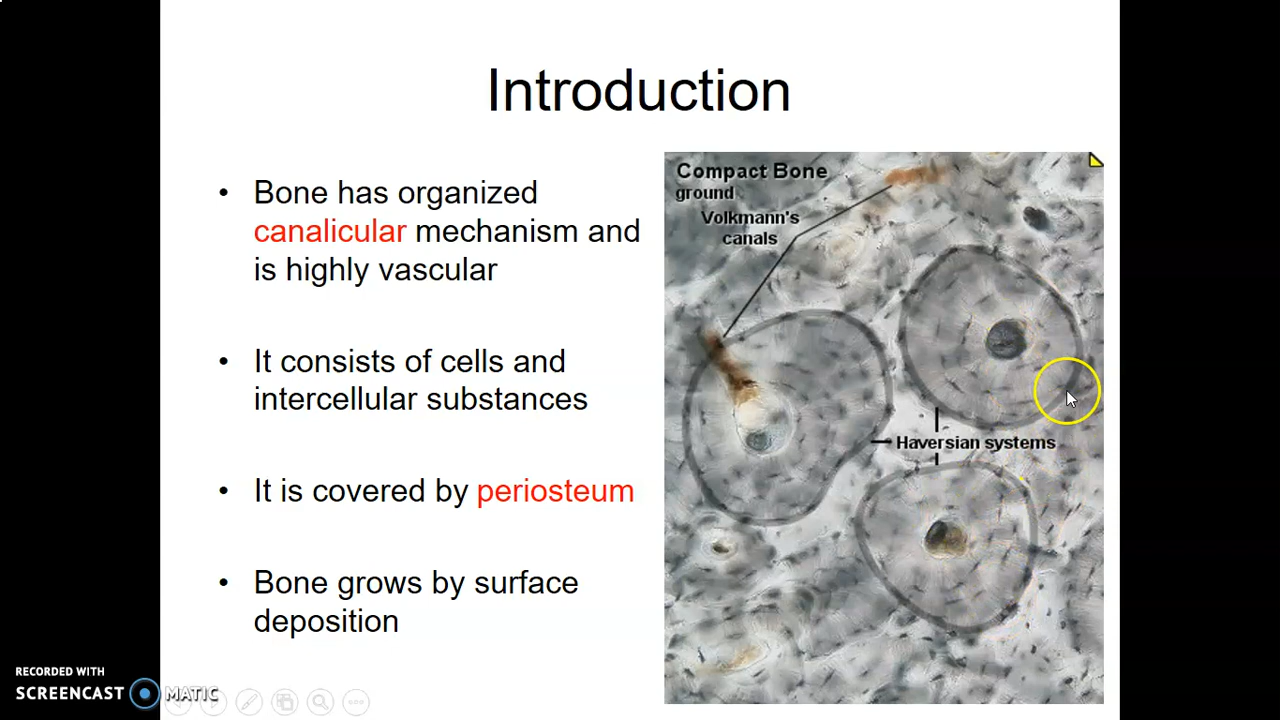 Introduction
• Bone has organized
canalicular mechanism and
is highly vascular
• It consists of cells and
intercellular substances
• It is covered by periosteum
• Bone grows by surface
deposition
Compact Bone
ground
Volkmann's
canals
Haversian systems
RECORDED WITH
SCREENCAST MATIC